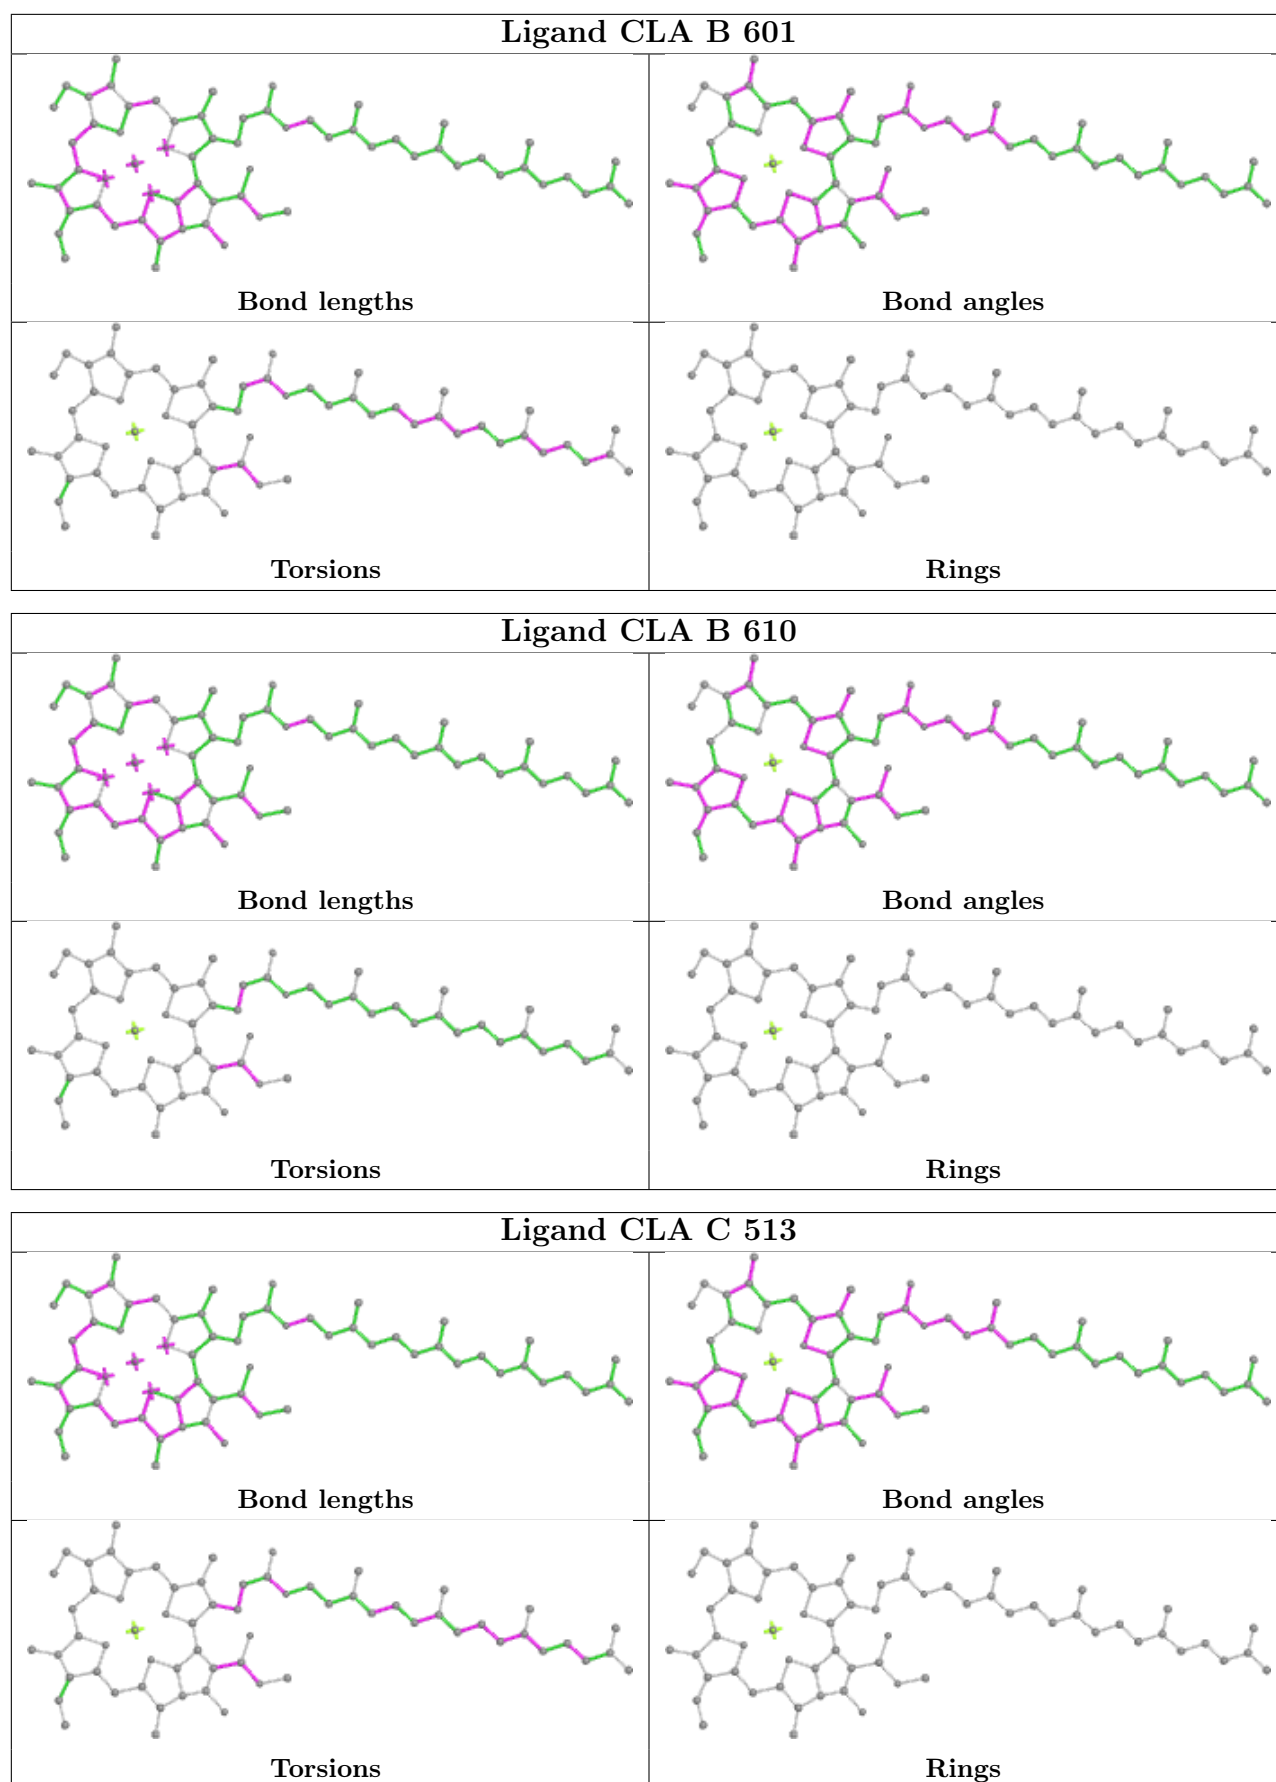 Ligand CLA B 601
Bond lengths
Bond angles
Torsions
Rings
Ligand CLA B 610
Bond lengths
Bond angles
Torsions
Rings
Ligand CLA C 513
Bond lengths
Bond angles
Torsions
Rings